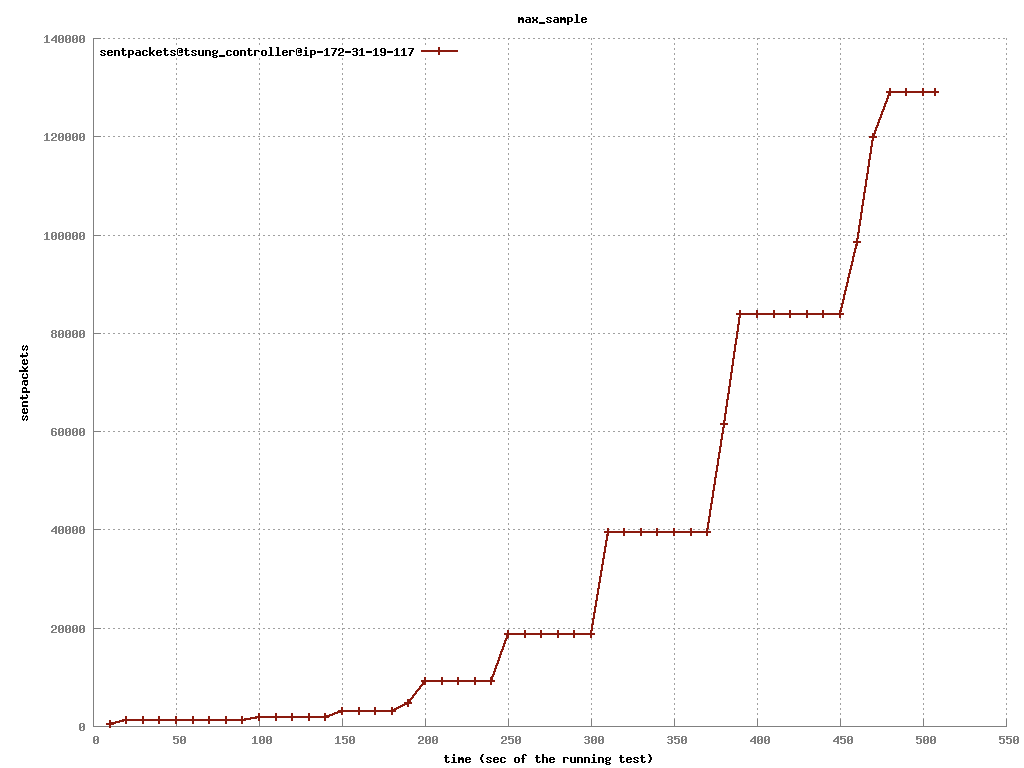 max_sample
140000
sentpackets@tsung_controller@ip-172-31-19-117
120000
100000
80000
sentpackets
60000
40000
20000
0
0 50 100 150 200 250 300 350 400 450 500 550
time (sec of the running test)